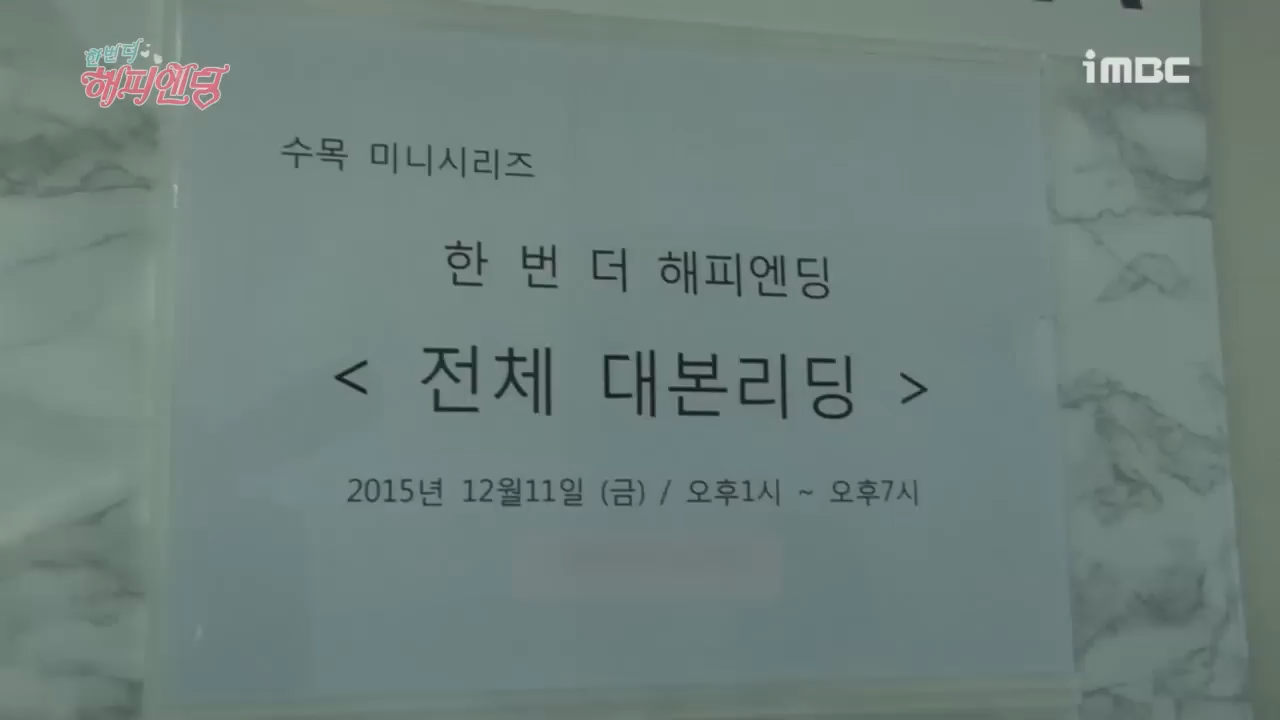 한번더
해피엔딩
iMBC
수목 미니시리즈
한 번 더 해피엔딩
< 전체 대본리딩 >
2015년 12월11일 (금) / 오후1시 ~ 오후7시